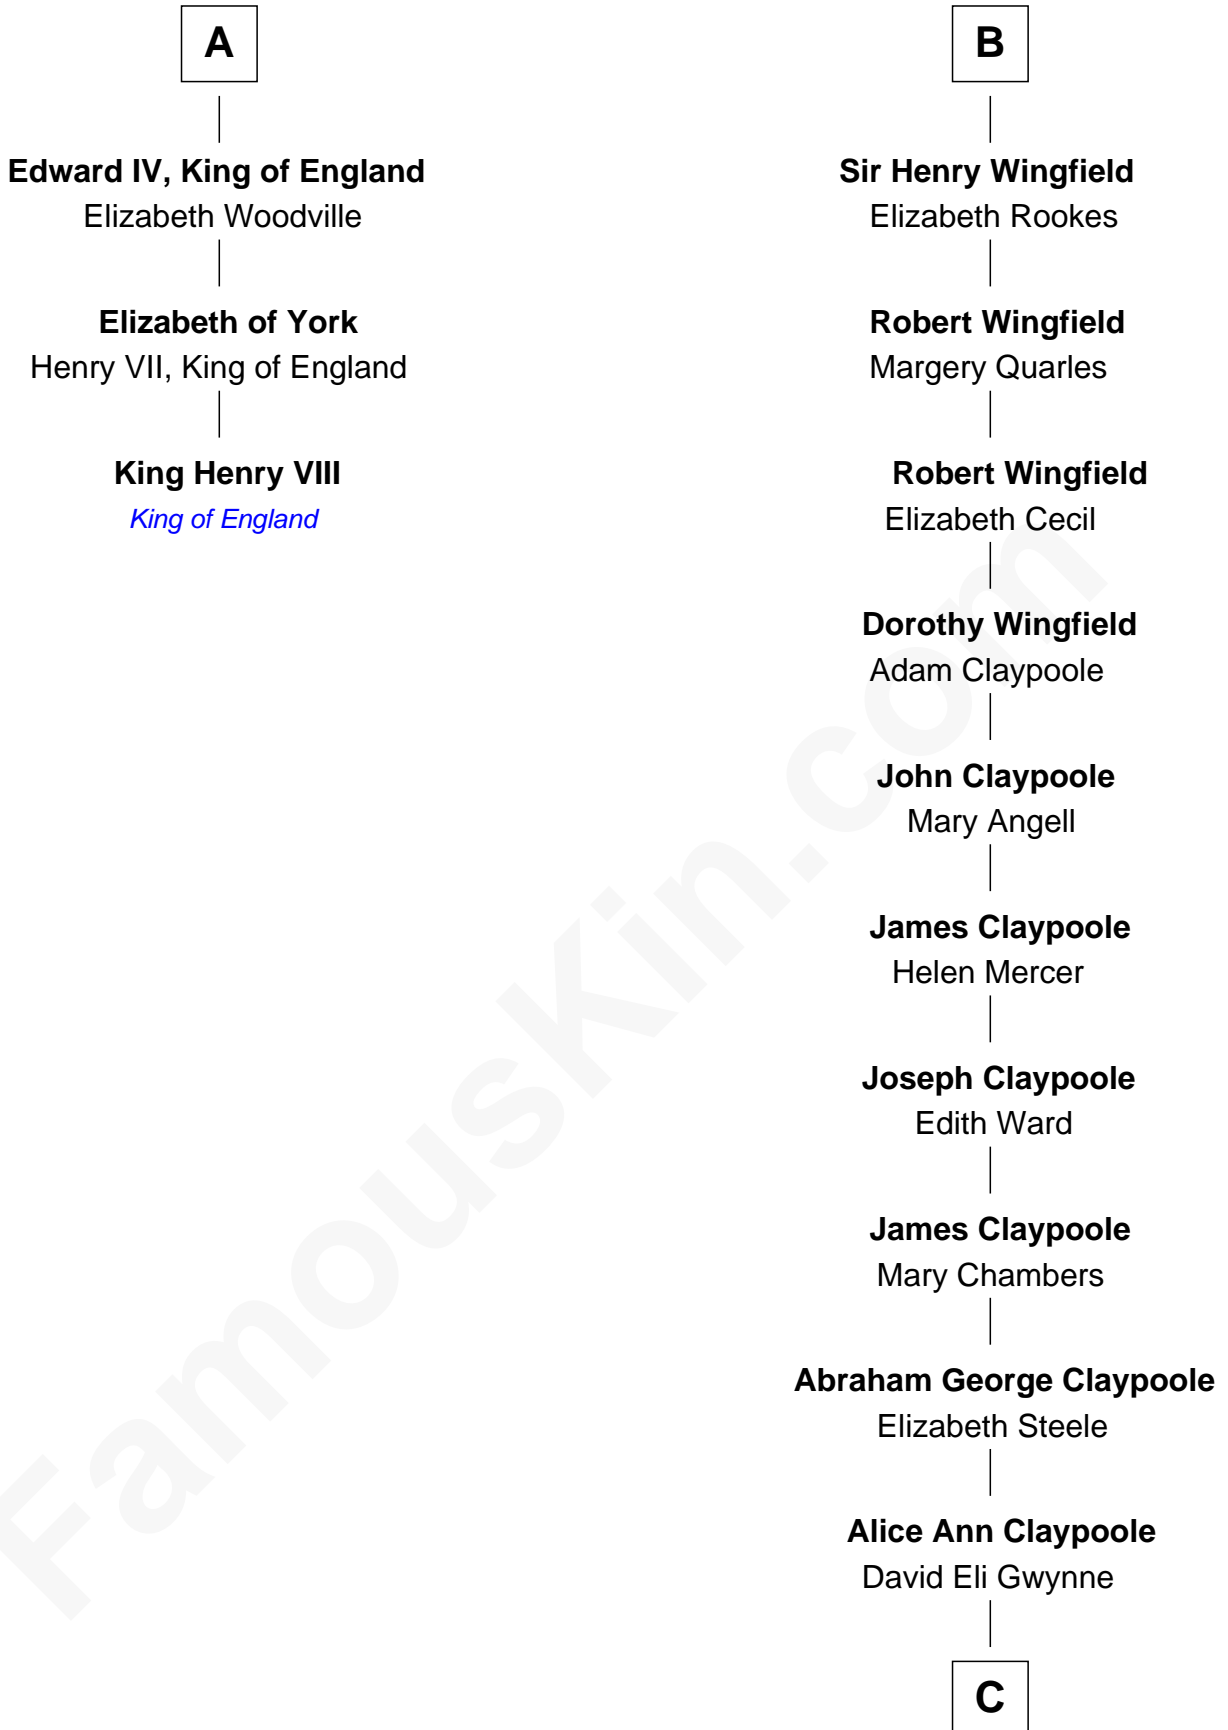 A
Edward IV, King of England
Elizabeth Woodville
Elizabeth of York
Henry VII, King of England
King Henry VIII
King of England
B
Sir Henry Wingfield
Elizabeth Rookes
Robert Wingfield
Margery Quarles
Robert Wingfield
Elizabeth Cecil
Dorothy Wingfield
Adam Claypoole
John Claypoole
Mary Angell
James Claypoole
Helen Mercer
Joseph Claypoole
Edith Ward
James Claypoole
Mary Chambers
Abraham George Claypoole
Elizabeth Steele
Alice Ann Claypoole
David Eli Gwynne
C
FamousKin.com